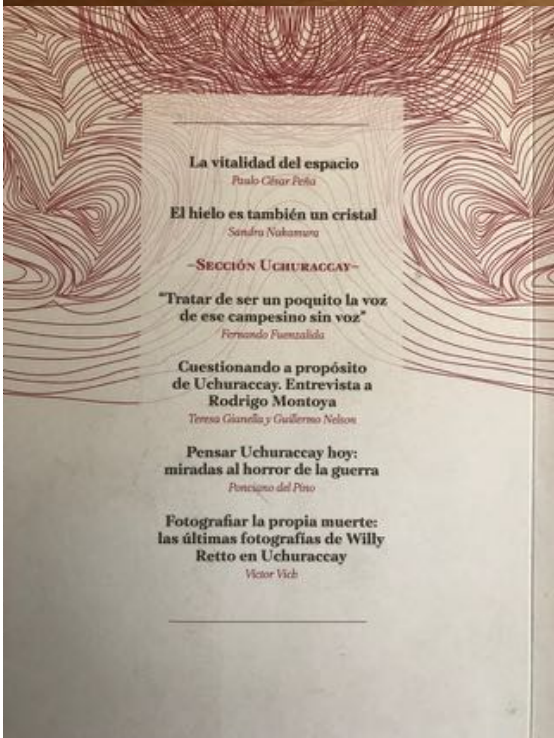 La vitalidad del espacio
Paulo César Peña
El hielo es también un cristal
Sandra Nakamura
–Sección Uchuraccay–
“Tratar de ser un poquito la voz
de ese campesino sin voz”
Fernando Fuenzalida
Cuestionando a propósito
de Uchuraccay. Entrevista a
Rodrigo Montoya
Teresa Gianella y Guillermo Nelson
Pensar Uchuraccay hoy:
miradas al horror de la guerra
Ponciano del Pino
Fotografiar la propia muerte:
las últimas fotografías de Willy
Retto en Uchuraccay
Victor Vich